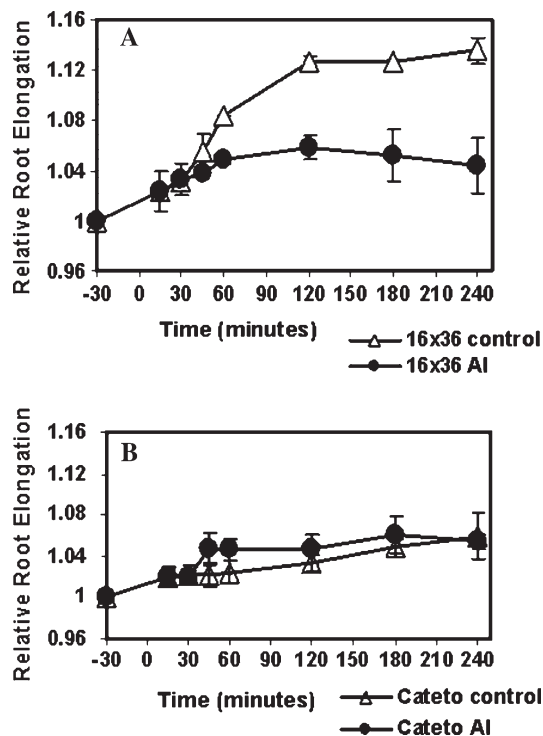 A
Relative Root Elongation
1.16
1.12
1.08
1.04
1
0.96
-30 0 30 60 90 120 150 180 210 240
Time (minutes)
16x36 control
16x36 Al
B
Relative Root Elongation
1.16
1.12
1.08
1.04
1
0.96
-30 0 30 60 90 120 150 180 210 240
Time (minutes)
Cateto control
Cateto Al